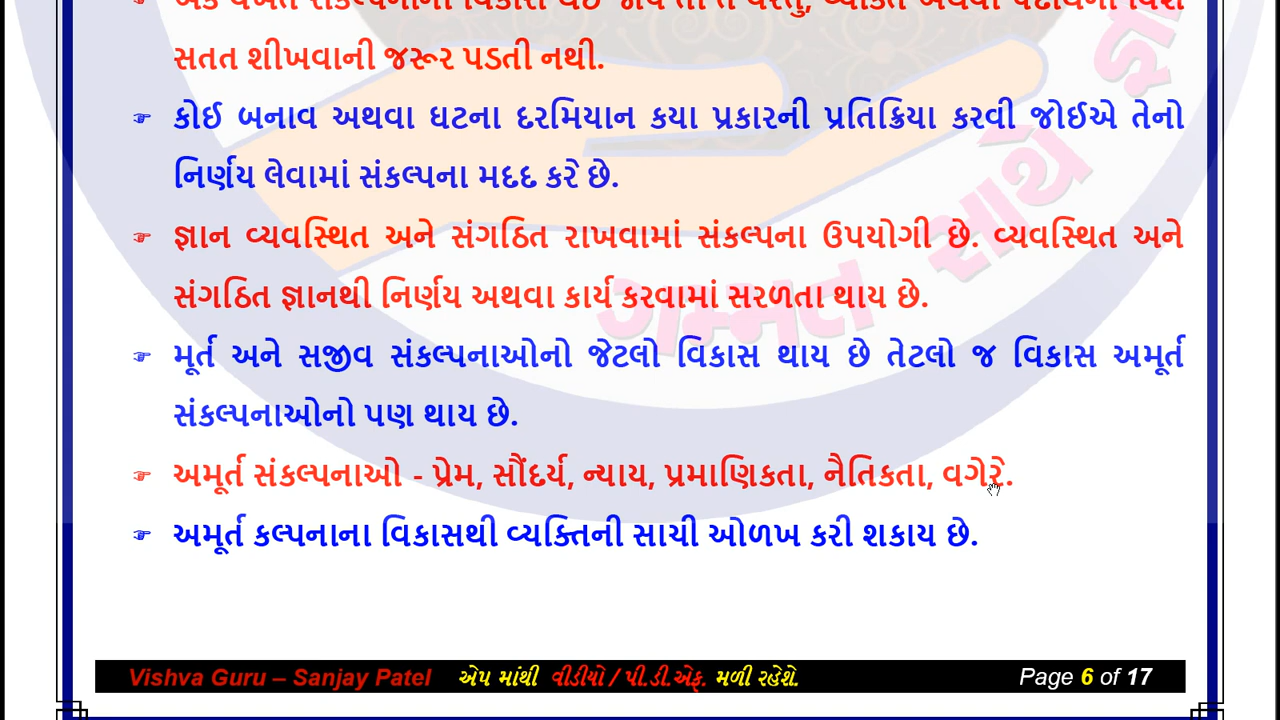 સતત શીખવાની જરૂર પડતી નથી.
☞ કોઈ બનાવ અથવા ઘટના દરમિયાન કયા પ્રકારની પ્રતિક્રિયા કરવી જોઈએ તેનો
નિર્ણય લેવામાં સંકલ્પના મદદ કરે છે.
☞ જ્ઞાન વ્યવસ્થિત અને સંગઠિત રાખવામાં સંકલ્પના ઉપયોગી છે. વ્યવસ્થિત અને
સંગઠિત જ્ઞાનથી નિર્ણય અથવા કાર્ય કરવામાં સરળતા થાય છે.
☞ મૂર્ત અને સજીવ સંકલ્પનાઓનો જેટલો વિકાસ થાય છે તેટલો જ વિકાસ અમૂર્ત
સંકલ્પનાઓનો પણ થાય છે.
☞ અમૂર્ત સંકલ્પનાઓ - પ્રેમ, સૌંદર્ય, ન્યાય, પ્રમાણિકતા, નૈતિકતા, વગેરે.
☞ અમૂર્ત કલ્પનાના વિકાસથી વ્યક્તિની સાચી ઓળખ કરી શકાય છે.
ગમ્મત સાથે
Vishva Guru – Sanjay Patel એપ માંથી વીડીયો / પી.ડી.એફ. મળી રહેશે. Page 6 of 17